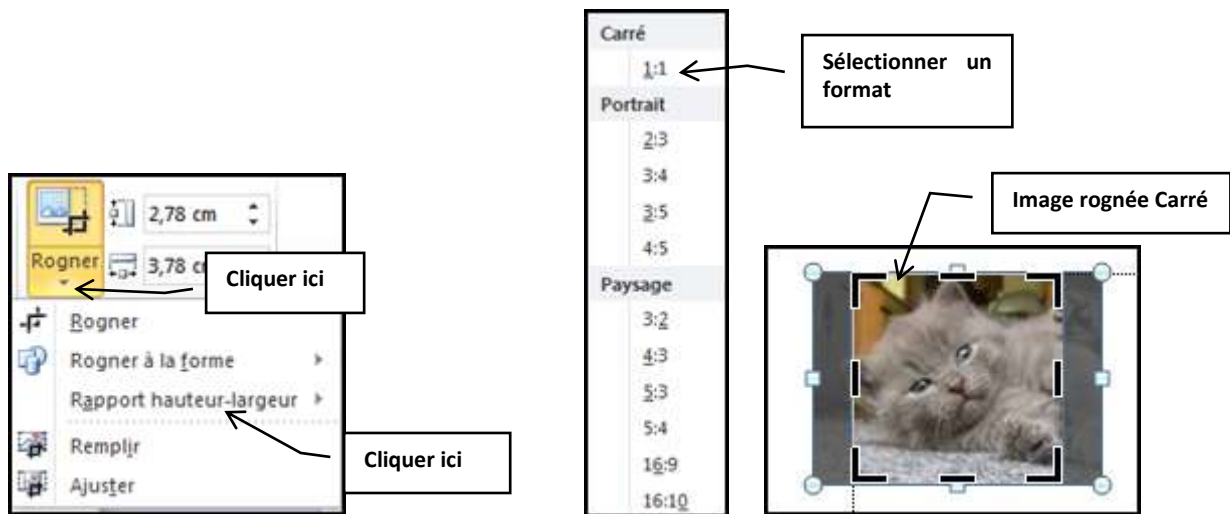 2,78 cm
Rogner
3,78 c
Cliquer ici
Rogner
Rogner à la forme
Rapport hauteur-largeur
Cliquer ici
Remplir
Ajuster
Carré
1:1
Sélectionner un
format
Portrait
2:3
3:4
3:5
4:5
Paysage
3:2
4:3
5:3
5:4
16:9
16:10
Image rognée Carré